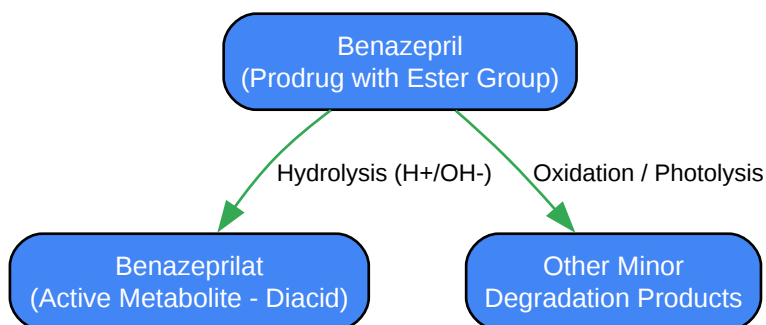 Benazepril
(Prodrug with Ester Group)
Hydrolysis (H+/OH-)
Oxidation / Photolysis
Benazeprilat
(Active Metabolite - Diacid)
Other Minor
Degradation Products